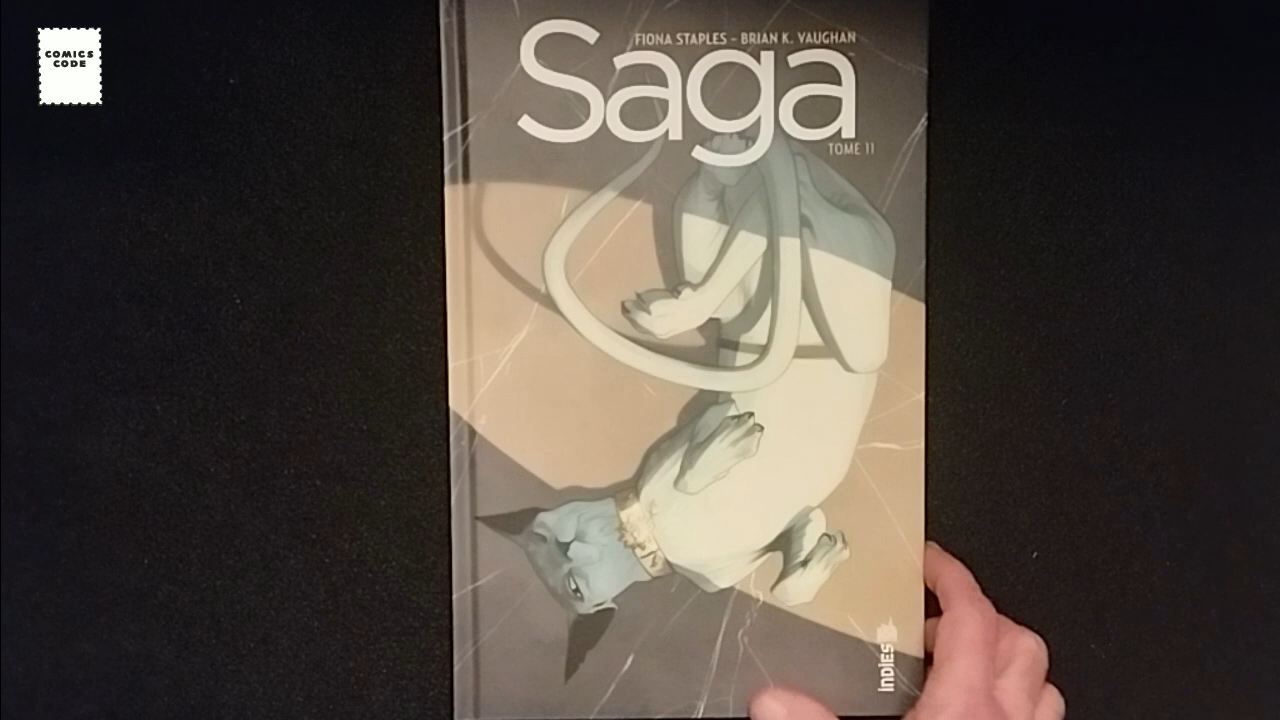 COMICS
CODE
FIONA STAPLES – BRIAN K. VAUGHAN
Saga
TOME 11
INDIES